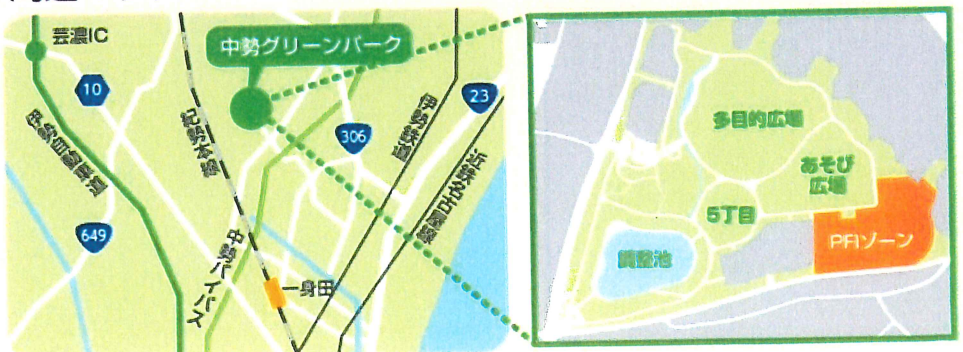 芸濃IC
中勢グリーンパーク
10
23
306
649
伊勢自動車道
紀勢本線
伊勢鉄道
近鉄名古屋線
中勢バイパス
一身田
多目的広場
あそび
広場
5丁目
調整池
PFIゾーン